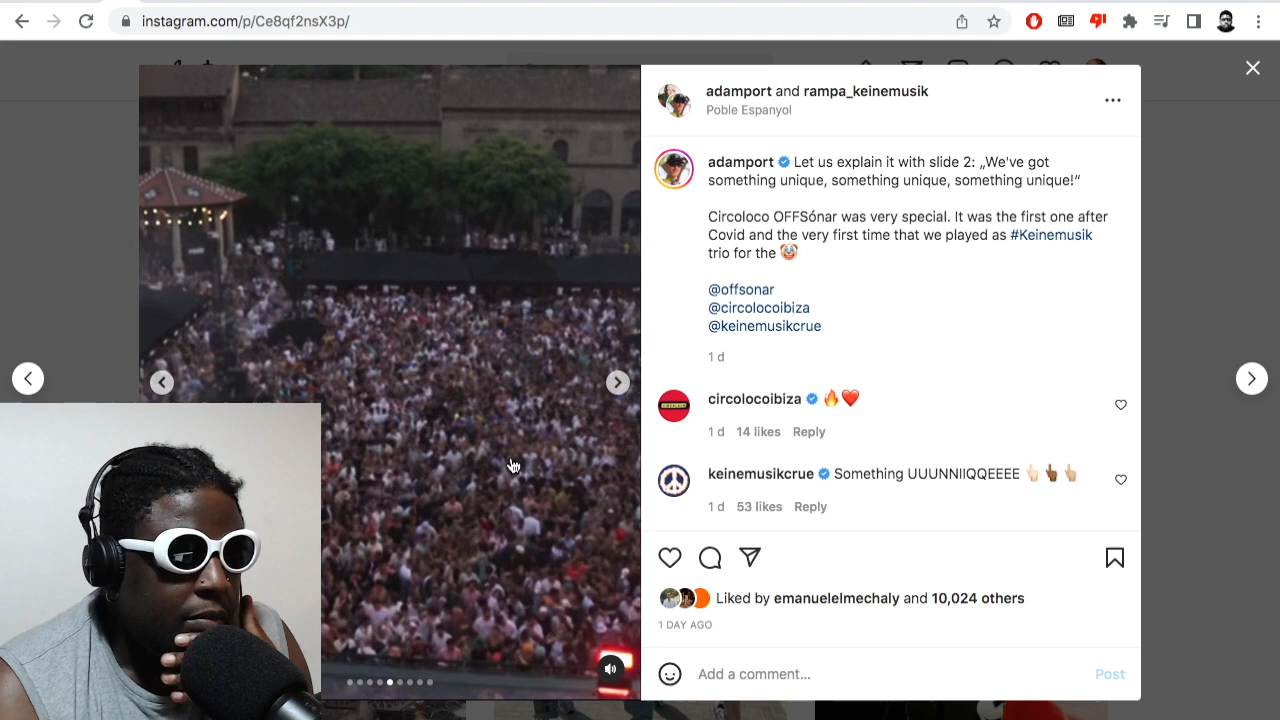 instagram.com/p/Ce8qf2nsX3p/
adamport and rampa_keinemusik
Poble Espanyol
adamport Let us explain it with slide 2: „We've got
something unique, something unique, something unique!“
Circoloco OFFSónar was very special. It was the first one after
Covid and the very first time that we played as #Keinemusik
trio for the 🤡
@offsonar
@circolocoibiza
@keinemusikcrue
1 d
circolocoibiza 🔥❤️
1 d 14 likes Reply
keinemusikcrue Something UUUNNIIQQEEEE 👆🏻👆🏾👆🏼
1 d 53 likes Reply
Liked by emanuelelmechaly and 10,024 others
1 DAY AGO
Add a comment... Post